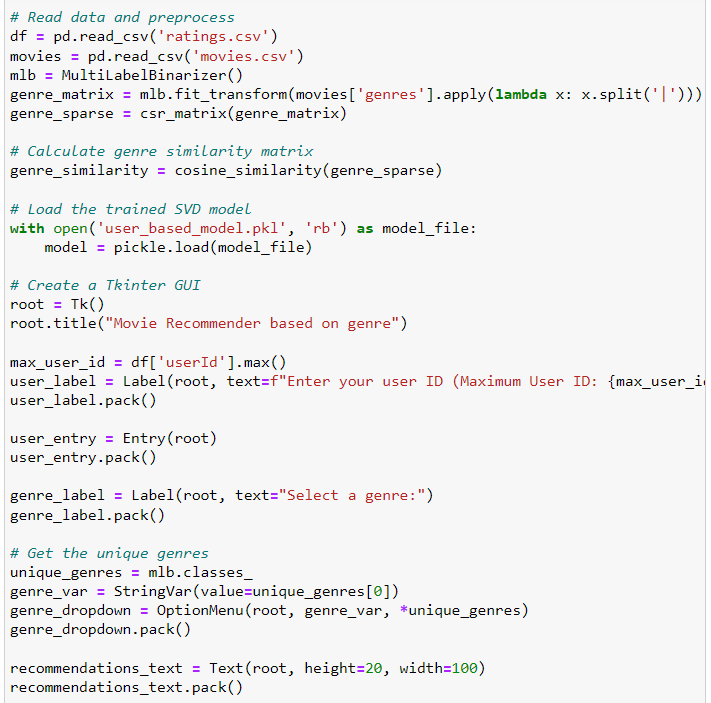 # Read data and preprocess
df = pd.read_csv('ratings.csv')
movies = pd.read_csv('movies.csv')
mlb = MultiLabelBinarizer()
genre_matrix = mlb.fit_transform(movies['genres'].apply(lambda x: x.split('|')))
genre_sparse = csr_matrix(genre_matrix)

# Calculate genre similarity matrix
genre_similarity = cosine_similarity(genre_sparse)

# Load the trained SVD model
with open('user_based_model.pkl', 'rb') as model_file:
    model = pickle.load(model_file)

# Create a Tkinter GUI
root = Tk()
root.title("Movie Recommender based on genre")

max_user_id = df['userId'].max()
user_label = Label(root, text=f"Enter your user ID (Maximum User ID: {max_user_i
user_label.pack()

user_entry = Entry(root)
user_entry.pack()

genre_label = Label(root, text="Select a genre:")
genre_label.pack()

# Get the unique genres
unique_genres = mlb.classes_
genre_var = StringVar(value=unique_genres[0])
genre_dropdown = OptionMenu(root, genre_var, *unique_genres)
genre_dropdown.pack()

recommendations_text = Text(root, height=20, width=100)
recommendations_text.pack()